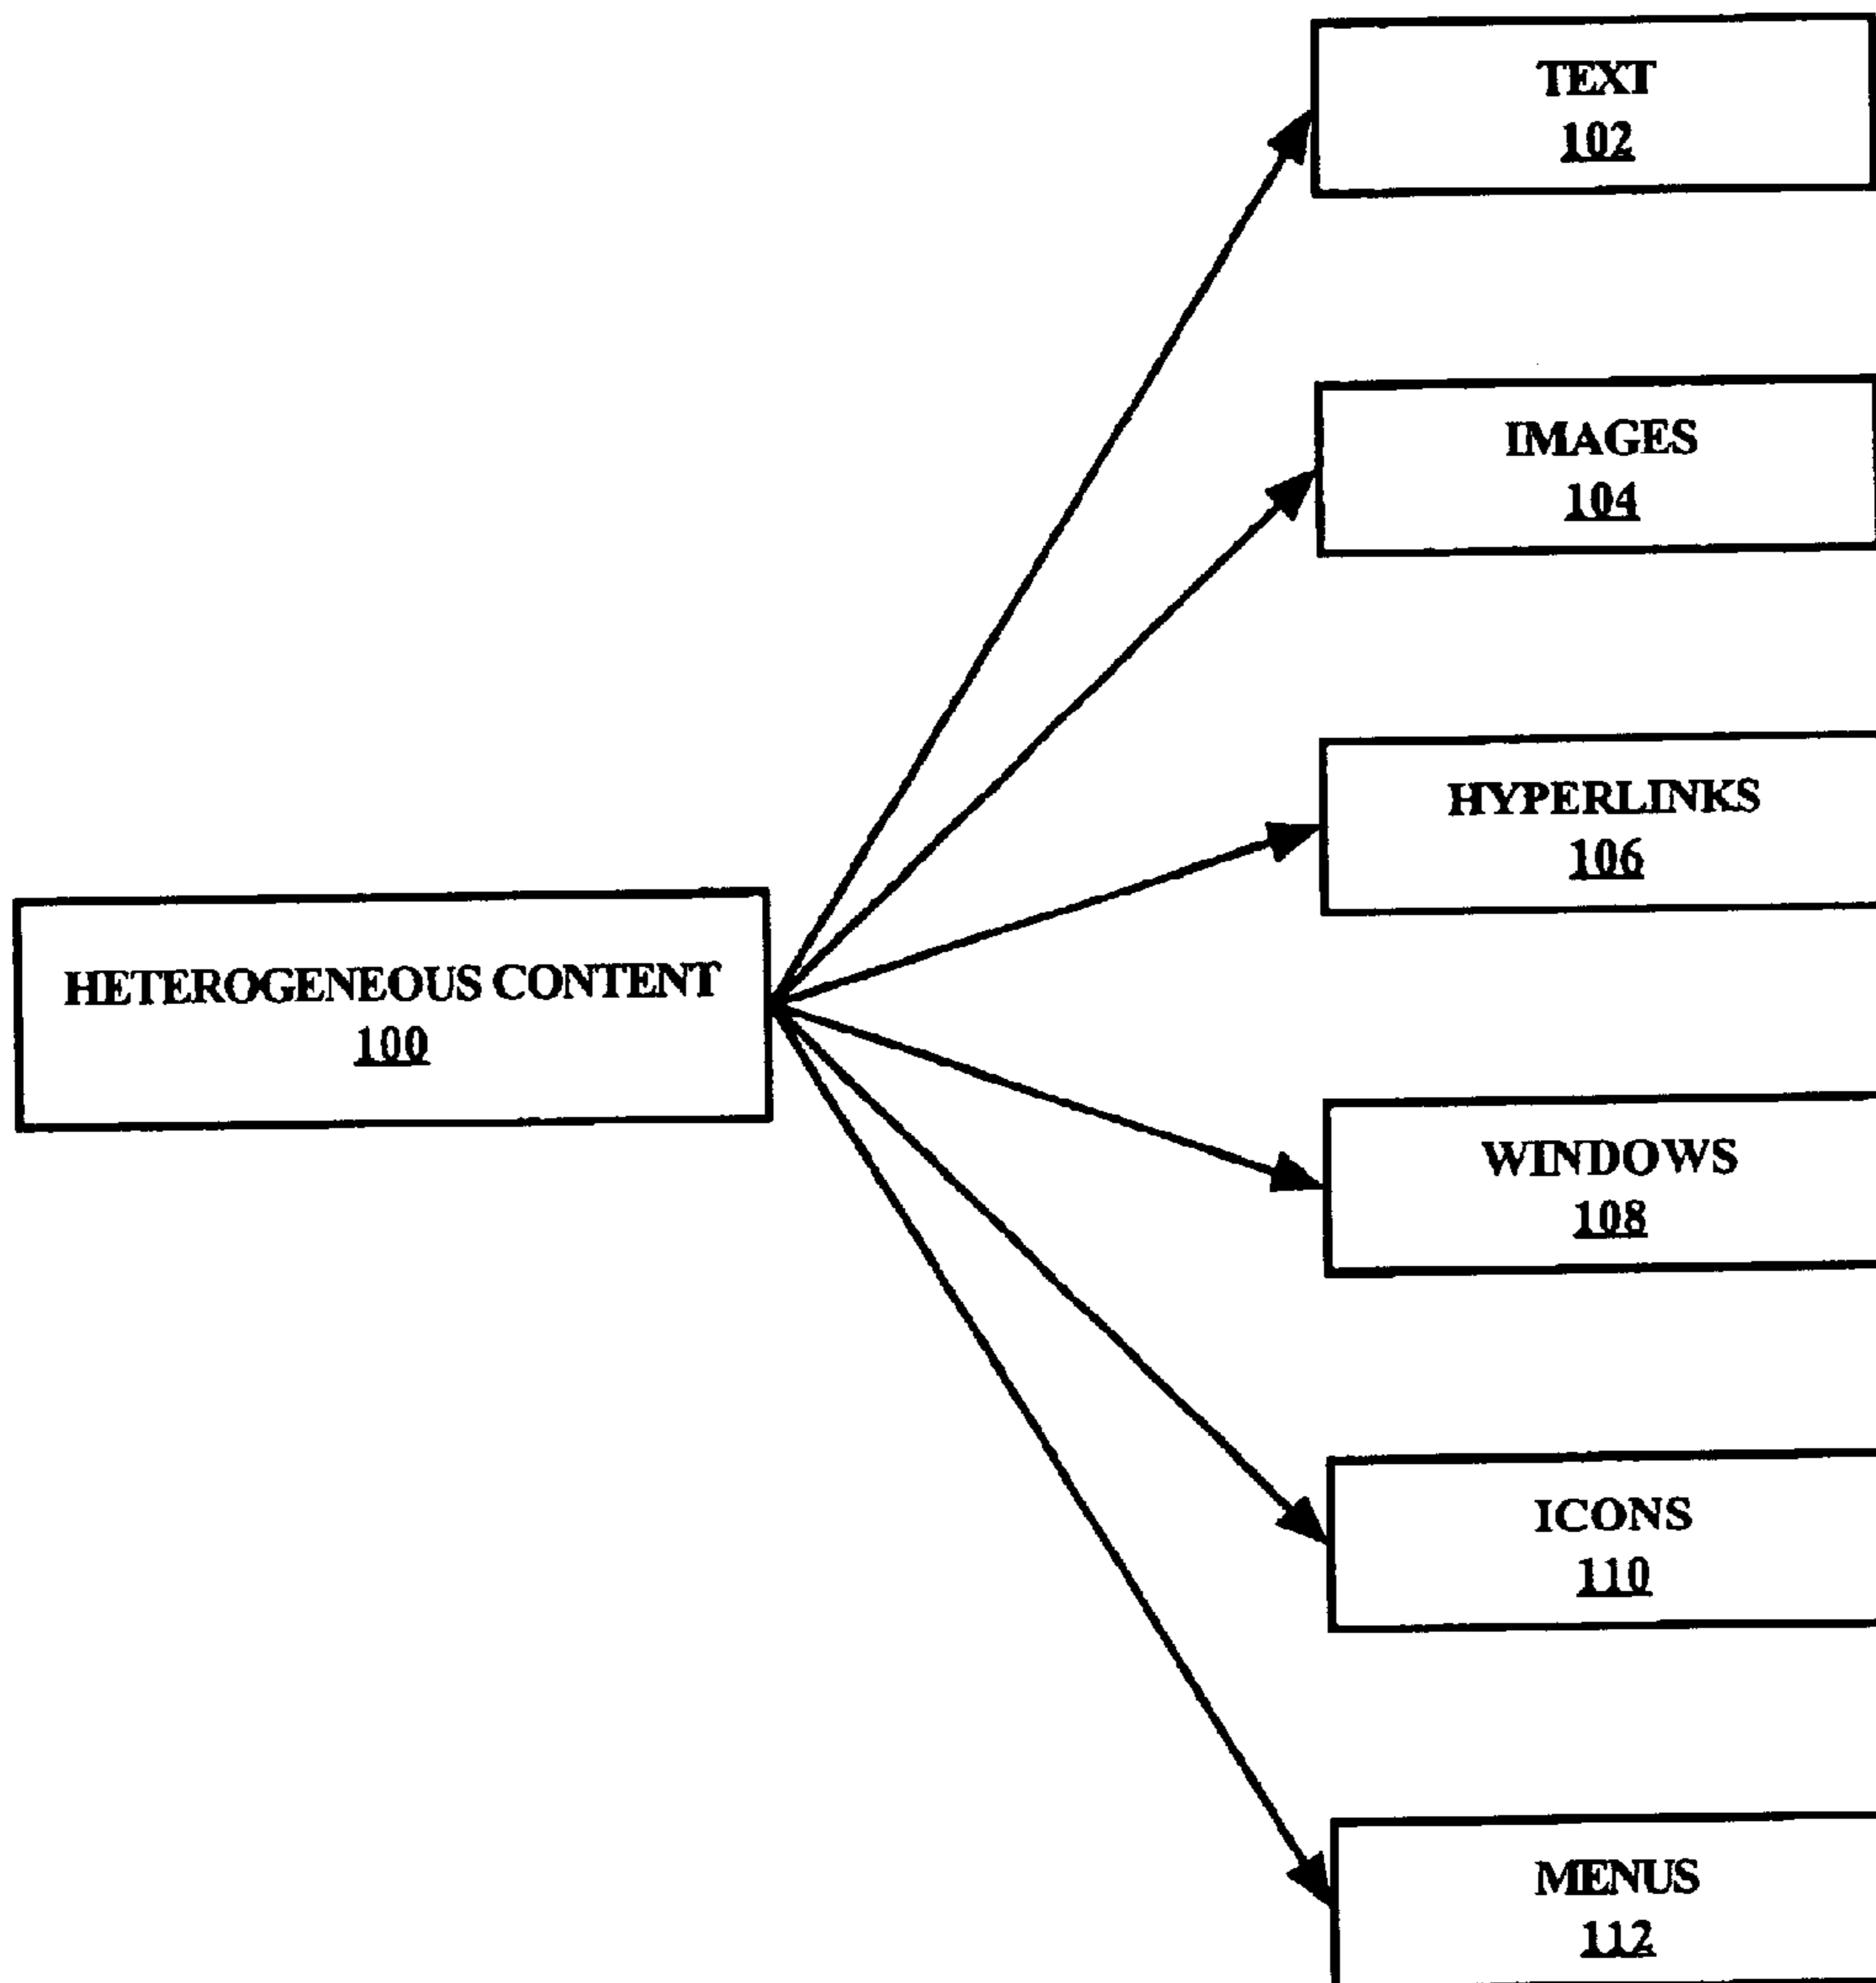 TEXT
102
IMAGES
104
HYPERLINKS
106
HETEROGENEOUS CONTENT
100
WINDOWS
108
ICONS
110
MENUS
112